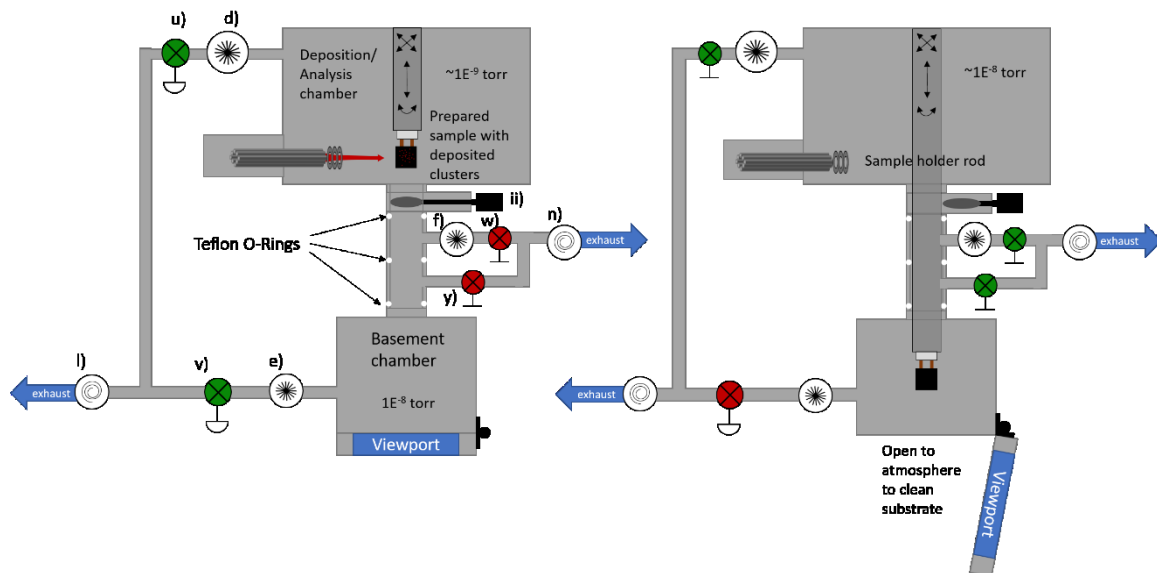 u)
d)
Deposition/
Analysis
chamber
~1E-9 torr
Prepared
sample with
deposited
clusters
ii)
f)
w)
n)
exhaust
Teflon O-Rings
y)
Basement
chamber
l)
v)
e)
exhaust
1E-8 torr
Viewport
~1E-8 torr
Sample holder rod
exhaust
exhaust
Open to
atmosphere
to clean
substrate
Viewport